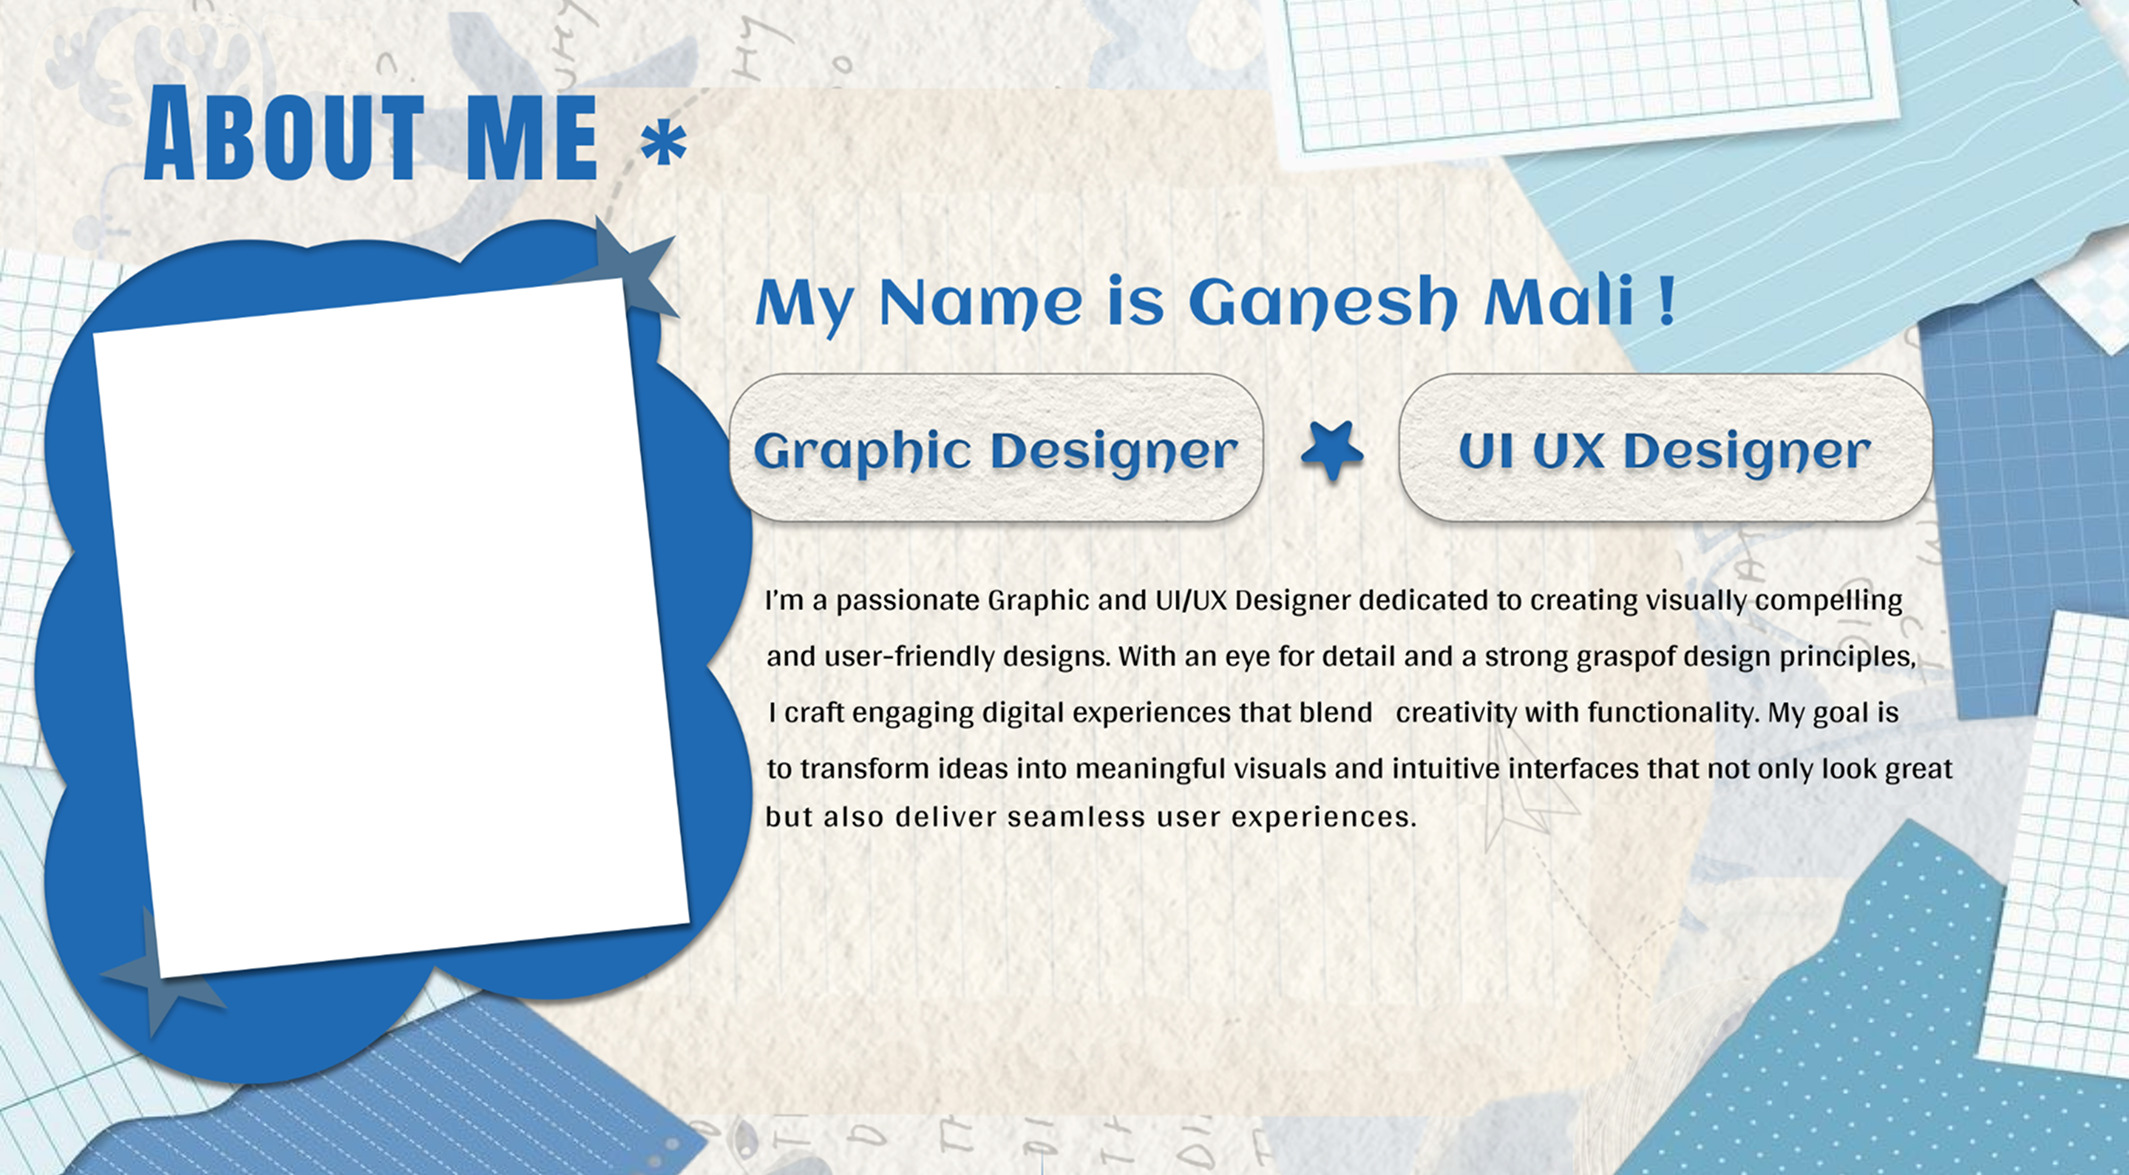 ABOUT ME *
My Name is Ganesh Mali !
Graphic Designer
UI UX Designer
I'm a passionate Graphic and UI/UX Designer dedicated to creating visually compelling
and user-friendly designs. With an eye for detail and a strong graspof design principles,
I craft engaging digital experiences that blend   creativity with functionality. My goal is
to transform ideas into meaningful visuals and intuitive interfaces that not only look great
but also deliver seamless user experiences.